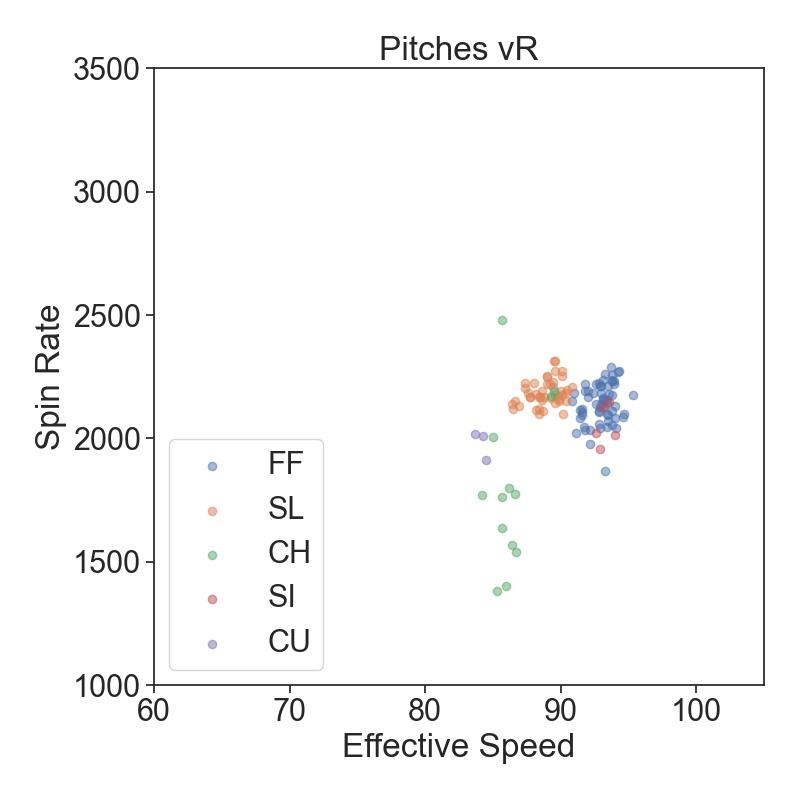 Pitches vR
3500
3000
2500
2000
1500
1000
Spin Rate
FF
SL
CH
SI
CU
60 70 80 90 100
Effective Speed